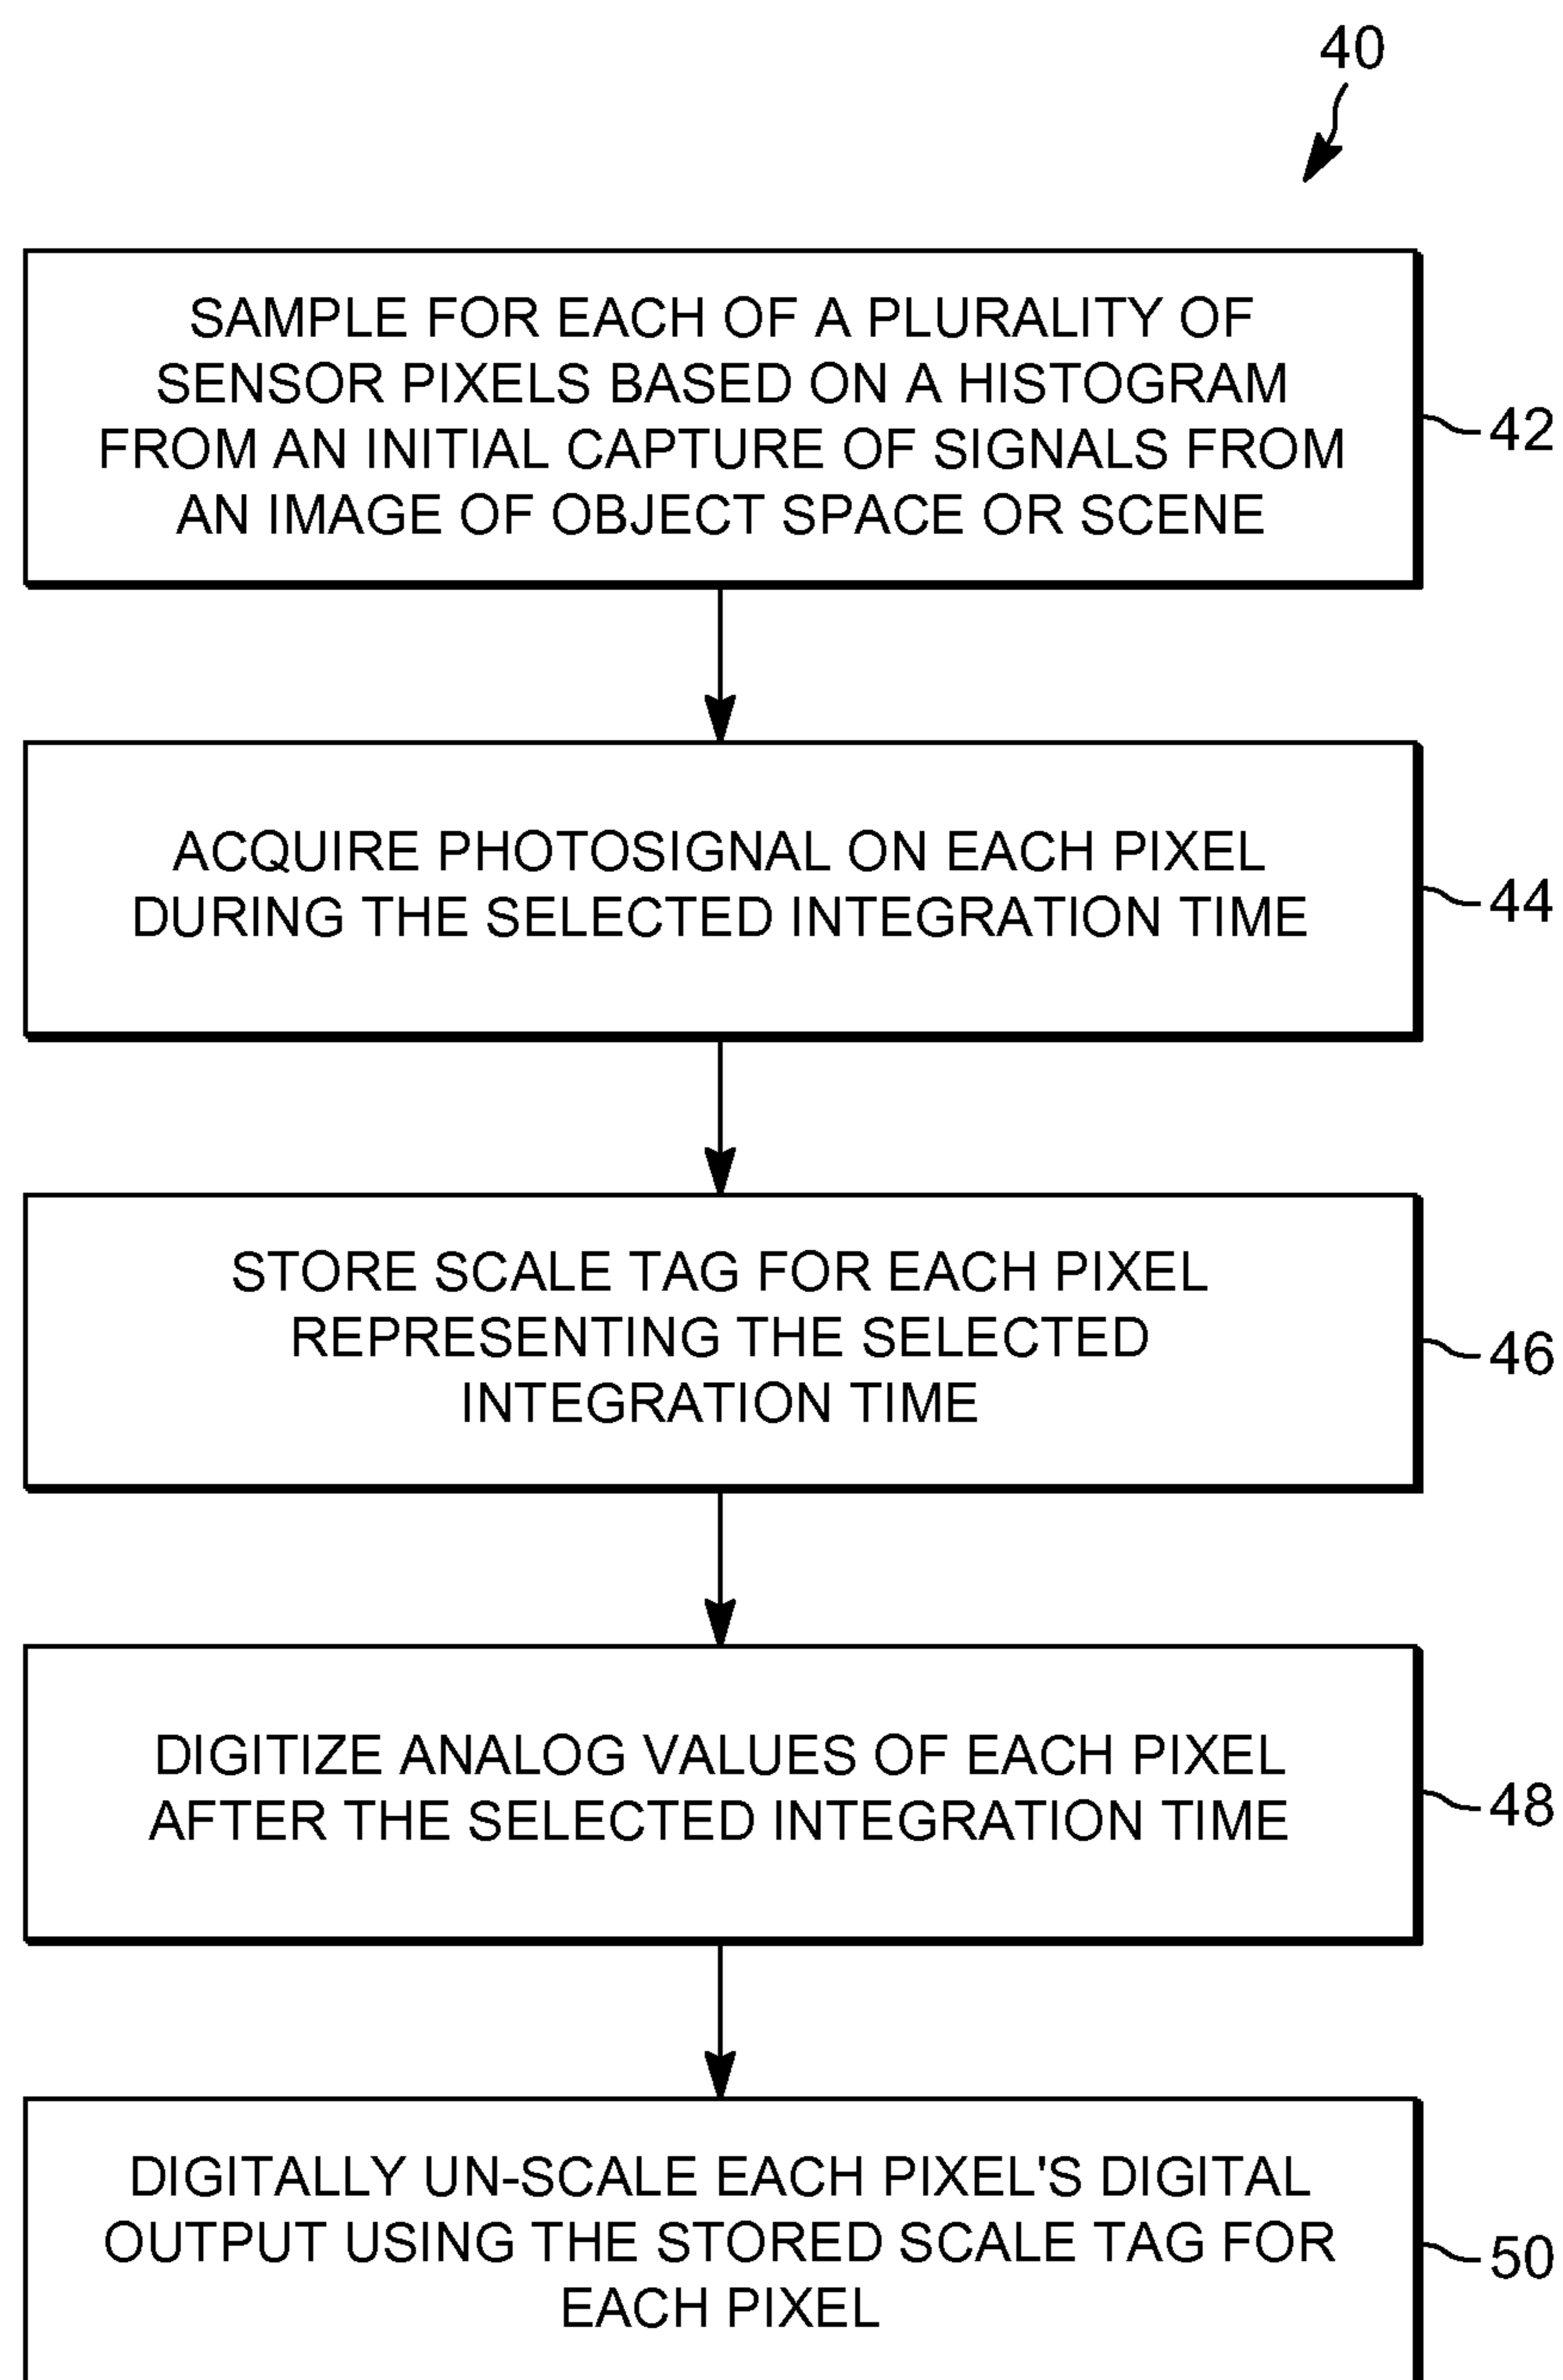 40
SAMPLE FOR EACH OF A PLURALITY OF
SENSOR PIXELS BASED ON A HISTOGRAM
FROM AN INITIAL CAPTURE OF SIGNALS FROM
AN IMAGE OF OBJECT SPACE OR SCENE
42
ACQUIRE PHOTOSIGNAL ON EACH PIXEL
DURING THE SELECTED INTEGRATION TIME
44
STORE SCALE TAG FOR EACH PIXEL
REPRESENTING THE SELECTED
INTEGRATION TIME
46
DIGITIZE ANALOG VALUES OF EACH PIXEL
AFTER THE SELECTED INTEGRATION TIME
48
DIGITALLY UN-SCALE EACH PIXEL'S DIGITAL
OUTPUT USING THE STORED SCALE TAG FOR
EACH PIXEL
50